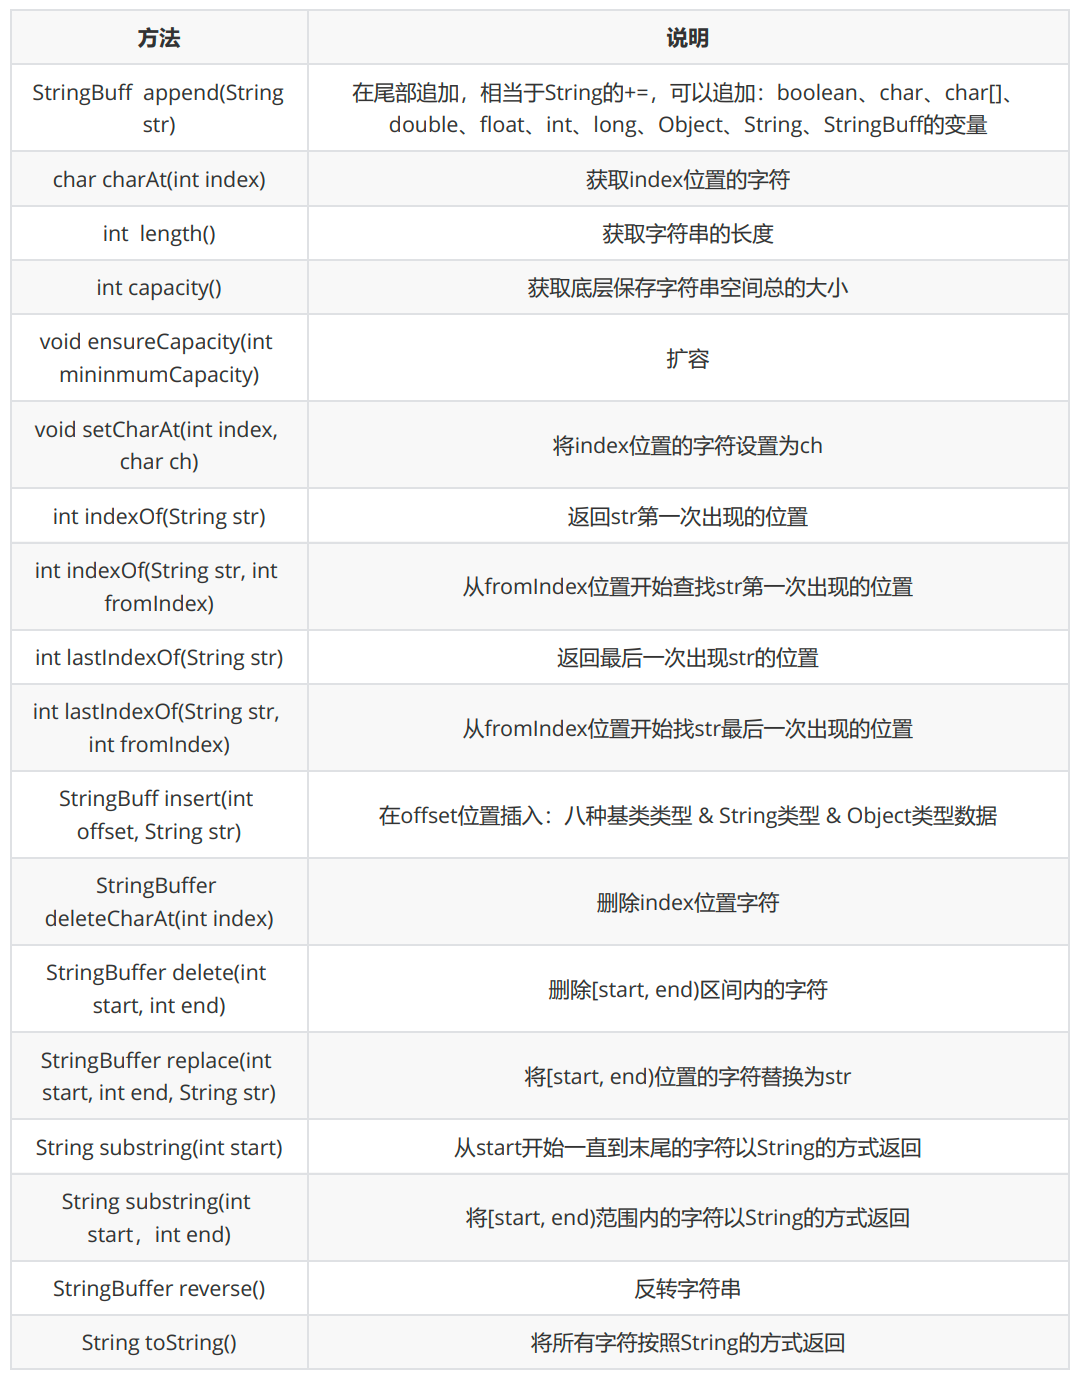 方法
说明
StringBuff  append(String
str)
在尾部追加，相当于String的+=，可以追加：boolean、char、char[]、
double、float、int、long、Object、String、StringBuff的变量
char charAt(int index)
获取index位置的字符
int  length()
获取字符串的长度
int capacity()
获取底层保存字符串空间总的大小
void ensureCapacity(int
mininmumCapacity)
扩容
void setCharAt(int index,
char ch)
将index位置的字符设置为ch
int indexOf(String str)
返回str第一次出现的位置
int indexOf(String str, int
fromIndex)
从fromIndex位置开始查找str第一次出现的位置
int lastIndexOf(String str)
返回最后一次出现str的位置
int lastIndexOf(String str,
int fromIndex)
从fromIndex位置开始找str最后一次出现的位置
StringBuff insert(int
offset, String str)
在offset位置插入：八种基类类型 & String类型 & Object类型数据
StringBuffer
deleteCharAt(int index)
删除index位置字符
StringBuffer delete(int
start, int end)
删除[start, end)区间内的字符
StringBuffer replace(int
start, int end, String str)
将[start, end)位置的字符替换为str
String substring(int start)
从start开始一直到末尾的字符以String的方式返回
String substring(int
start，int end)
将[start, end)范围内的字符以String的方式返回
StringBuffer reverse()
反转字符串
String toString()
将所有字符按照String的方式返回